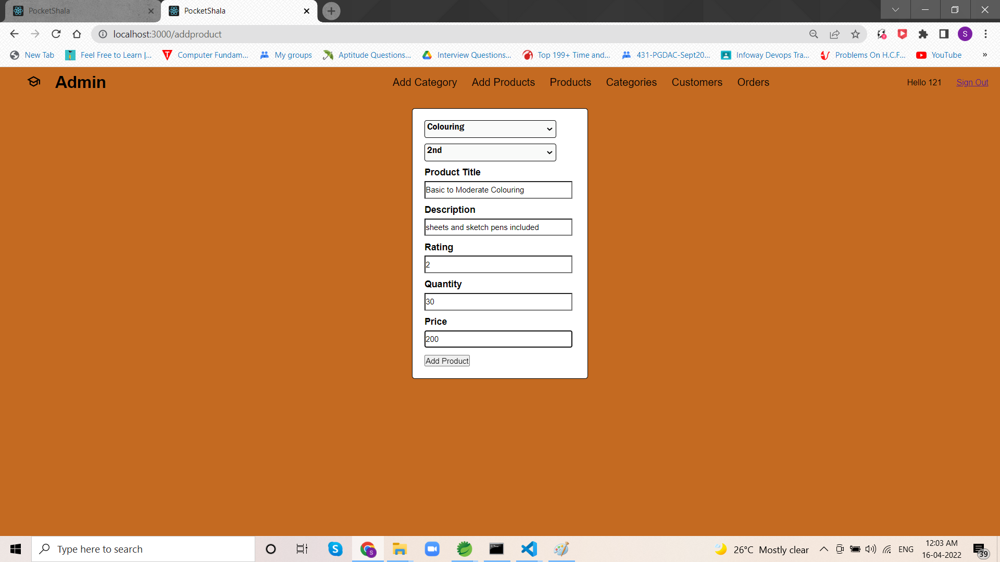 PocketShala
PocketShala
localhost:3000/addproduct
S
New Tab
Feel Free to Learn |...
Computer Fundam...
My groups
Aptitude Questions...
Interview Questions...
Top 199+ Time and...
431-PGDAC-Sept20...
Infoway Devops Tra...
Problems On H.C.F...
YouTube
»
Admin
Add Category
Add Products
Products
Categories
Customers
Orders
Hello 121
Sign Out
Colouring
2nd
Product Title
Basic to Moderate Colouring
Description
sheets and sketch pens included
Rating
2
Quantity
30
Price
200
Add Product
Type here to search
S
26°C Mostly clear
ENG
12:03 AM
16-04-2022
39